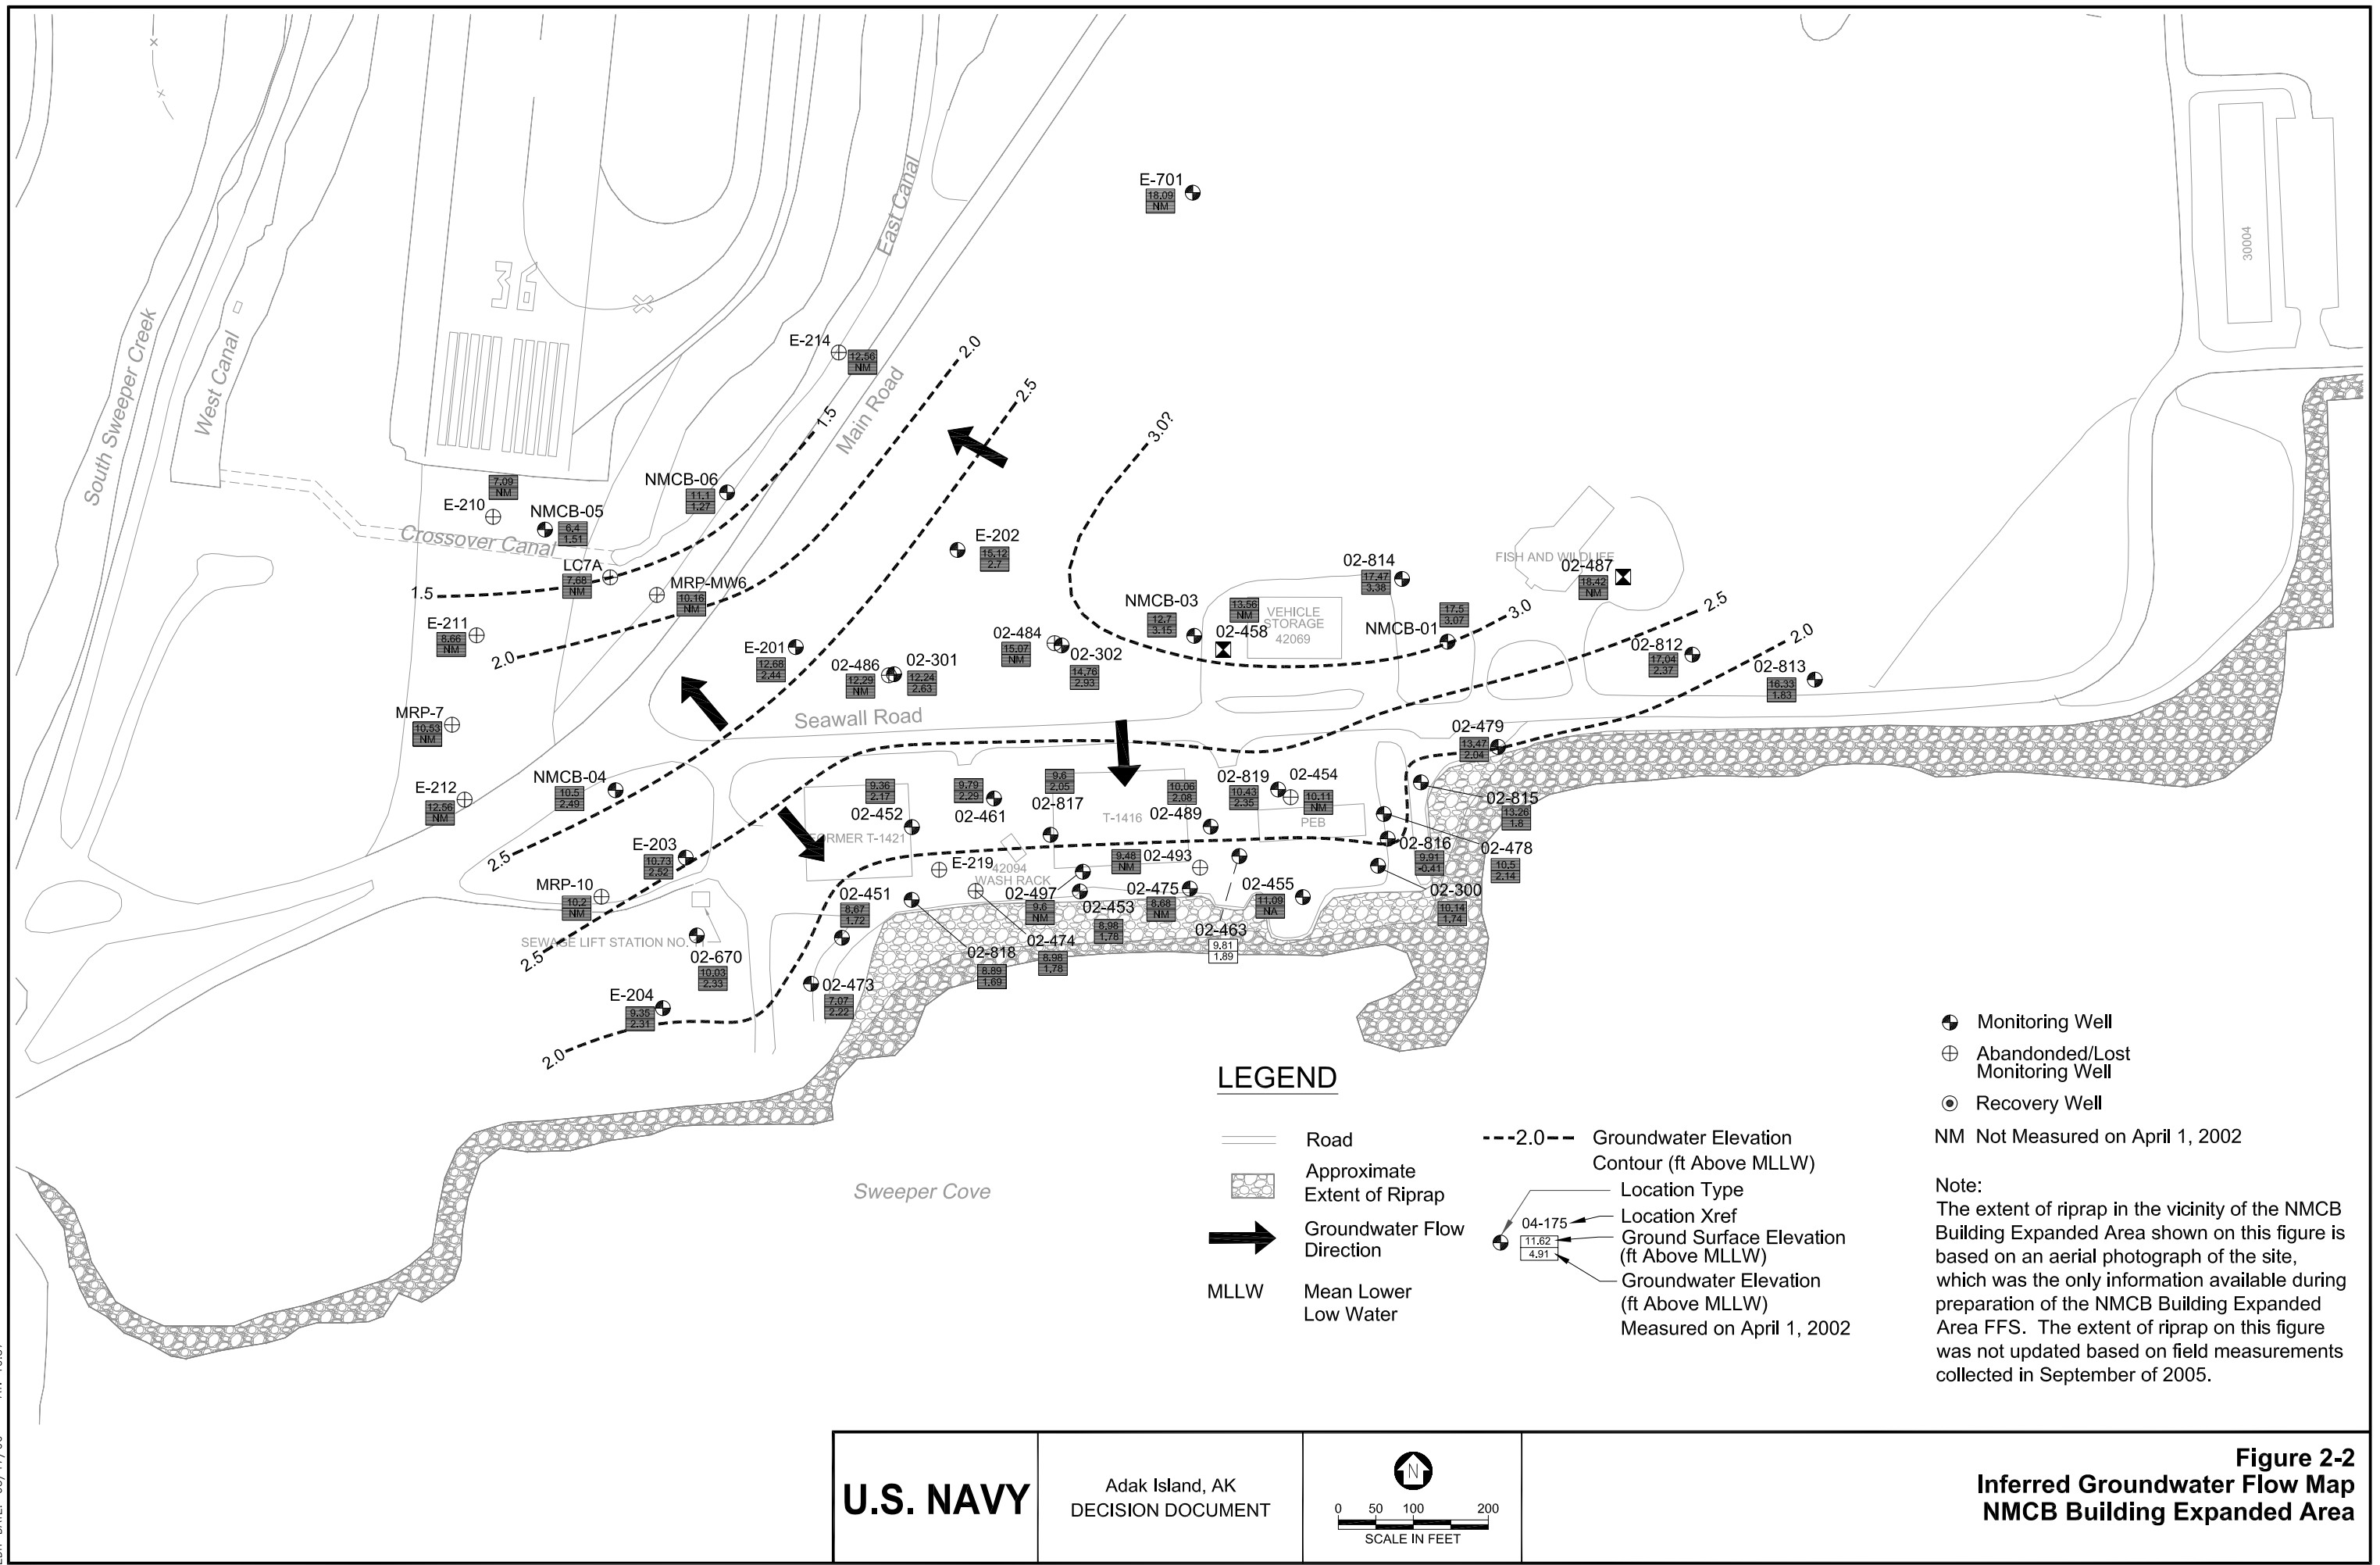 E-701
18.09
NM
East Canal
36
30004
South Sweeper Creek
West Canal
E-214
12.56
NM
2.0
Main Road
2.5
1.5
3.0?
7.09
NM
E-210
NMCB-05
6.4
1.51
NMCB-06
11.1
1.27
Crossover Canal
LC7A
7.68
NM
1.5
MRP-MW6
10.16
NM
E-202
15.12
2.7
FISH AND WILDLIFE
02-487
18.42
NM
02-814
17.47
3.38
NMCB-03
12.7
3.15
13.56
NM
02-458
VEHICLE
STORAGE
42069
17.5
3.07
NMCB-01
3.0
2.5
2.0
E-211
8.66
NM
2.0
E-201
12.68
2.44
02-486
12.29
NM
02-301
12.24
2.63
02-484
15.07
NM
02-302
14.76
2.93
02-812
17.04
2.37
02-813
16.33
1.83
MRP-7
10.53
NM
Seawall Road
02-479
13.47
2.04
E-212
12.56
NM
NMCB-04
10.5
2.49
9.36
2.17
02-452
FORMER T-1421
9.79
2.29
02-461
9.6
2.05
02-817
T-1416
10.06
2.08
02-489
02-819
10.43
2.35
02-454
10.11
NM
PEB
02-815
13.26
1.8
02-816
9.91
-0.41
02-478
10.5
2.14
2.5
E-203
10.73
2.52
E-219
42094
WASH RACK
9.48
NM
02-493
MRP-10
10.2
NM
02-451
8.67
1.72
02-497
9.6
NM
02-453
8.98
1.78
02-475
8.68
NM
02-455
11.09
NA
02-300
10.14
1.74
SEWAGE LIFT STATION NO. 11
2.5
02-670
10.03
2.33
02-818
8.89
1.69
02-474
8.98
1.78
02-463
9.81
1.89
E-204
9.35
2.31
02-473
7.07
2.22
2.0
Sweeper Cove
LEGEND
Road
Approximate
Extent of Riprap
Groundwater Flow
Direction
MLLW Mean Lower
Low Water
2.0 Groundwater Elevation
Contour (ft Above MLLW)
Location Type
04-175 Location Xref
11.62 Ground Surface Elevation
(ft Above MLLW)
4.91
Groundwater Elevation
(ft Above MLLW)
Measured on April 1, 2002
Monitoring Well
Abandonded/Lost
Monitoring Well
Recovery Well
NM Not Measured on April 1, 2002
Note:
The extent of riprap in the vicinity of the NMCB
Building Expanded Area shown on this figure is
based on an aerial photograph of the site,
which was the only information available during
preparation of the NMCB Building Expanded
Area FFS. The extent of riprap on this figure
was not updated based on field measurements
collected in September of 2005.
U.S. NAVY
Adak Island, AK
DECISION DOCUMENT
N
0 50 100 200
SCALE IN FEET
Figure 2-2
Inferred Groundwater Flow Map
NMCB Building Expanded Area